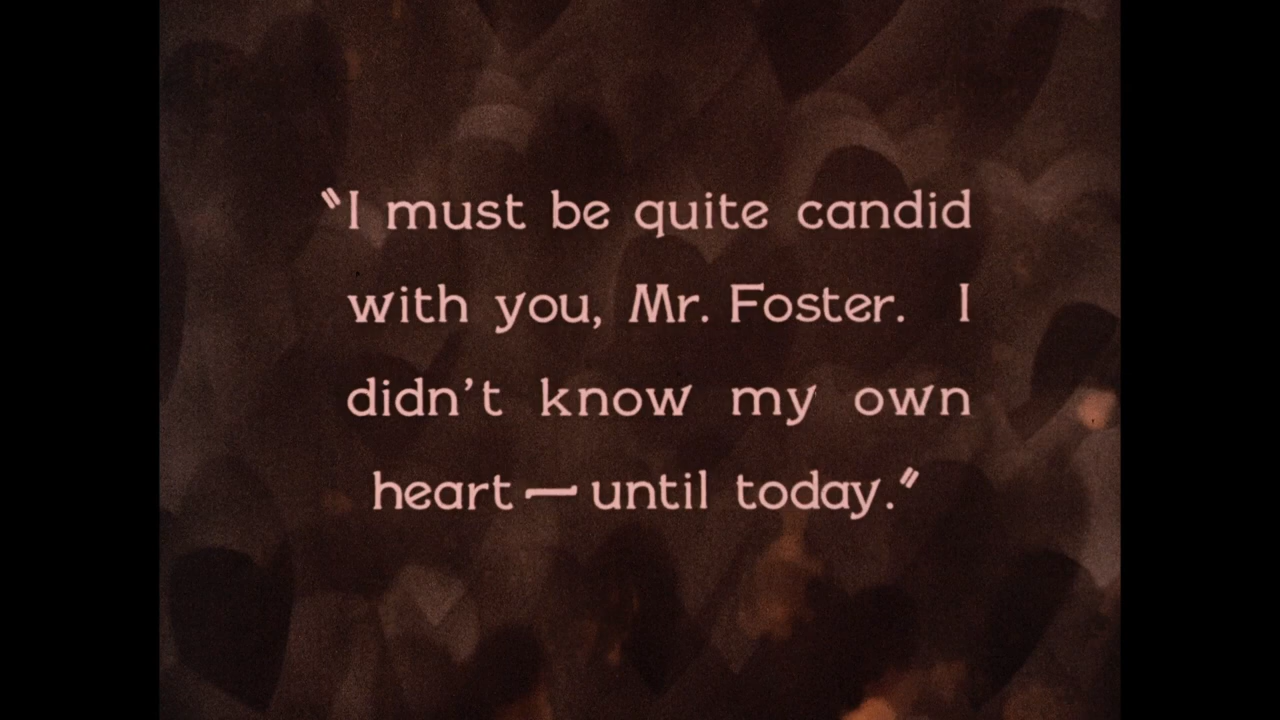 "I must be quite candid
with you, Mr. Foster. I
didn't know my own
heart — until today."